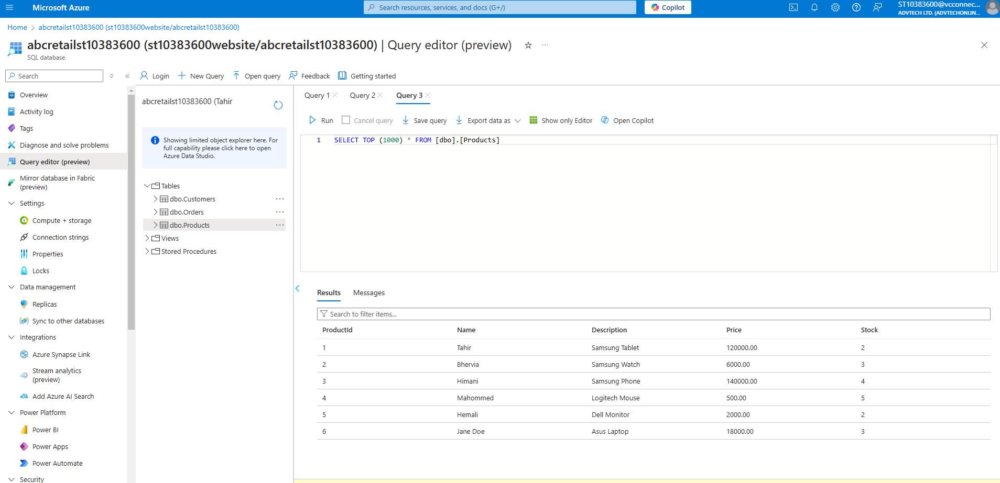 Microsoft Azure
Search resources, services, and docs (G+/)
Copilot
ST10383600@vcconnec...
ADVTECH LTD. (ADVTECHONLIN...
Home > abcretailst10383600 (st10383600website/abcretailst10383600)
abcretailst10383600 (st10383600website/abcretailst10383600) | Query editor (preview)
SQL database
Search
Login
New Query
Open query
Feedback
Getting started
Overview
Activity log
Tags
Diagnose and solve problems
Query editor (preview)
Mirror database in Fabric
(preview)
Settings
Compute + storage
Connection strings
Properties
Locks
Data management
Replicas
Sync to other databases
Integrations
Azure Synapse Link
Stream analytics
(preview)
Add Azure AI Search
Power Platform
Power BI
Power Apps
Power Automate
Security
abcretailst10383600 (Tahir
Showing limited object explorer here. For
full capability please click here to open
Azure Data Studio.
Tables
dbo.Customers
dbo.Orders
dbo.Products
Views
Stored Procedures
Query 1
Query 2
Query 3
Run
Cancel query
Save query
Export data as
Show only Editor
Open Copilot
1 SELECT TOP (1000) * FROM [dbo].[Products]
Results
Messages
Search to filter items...
ProductId Name Description Price Stock
1 Tahir Samsung Tablet 120000.00 2
2 Bhervia Samsung Watch 6000.00 3
3 Himani Samsung Phone 140000.00 4
4 Mahommed Logitech Mouse 500.00 5
5 Hemali Dell Monitor 2000.00 2
6 Jane Doe Asus Laptop 18000.00 3